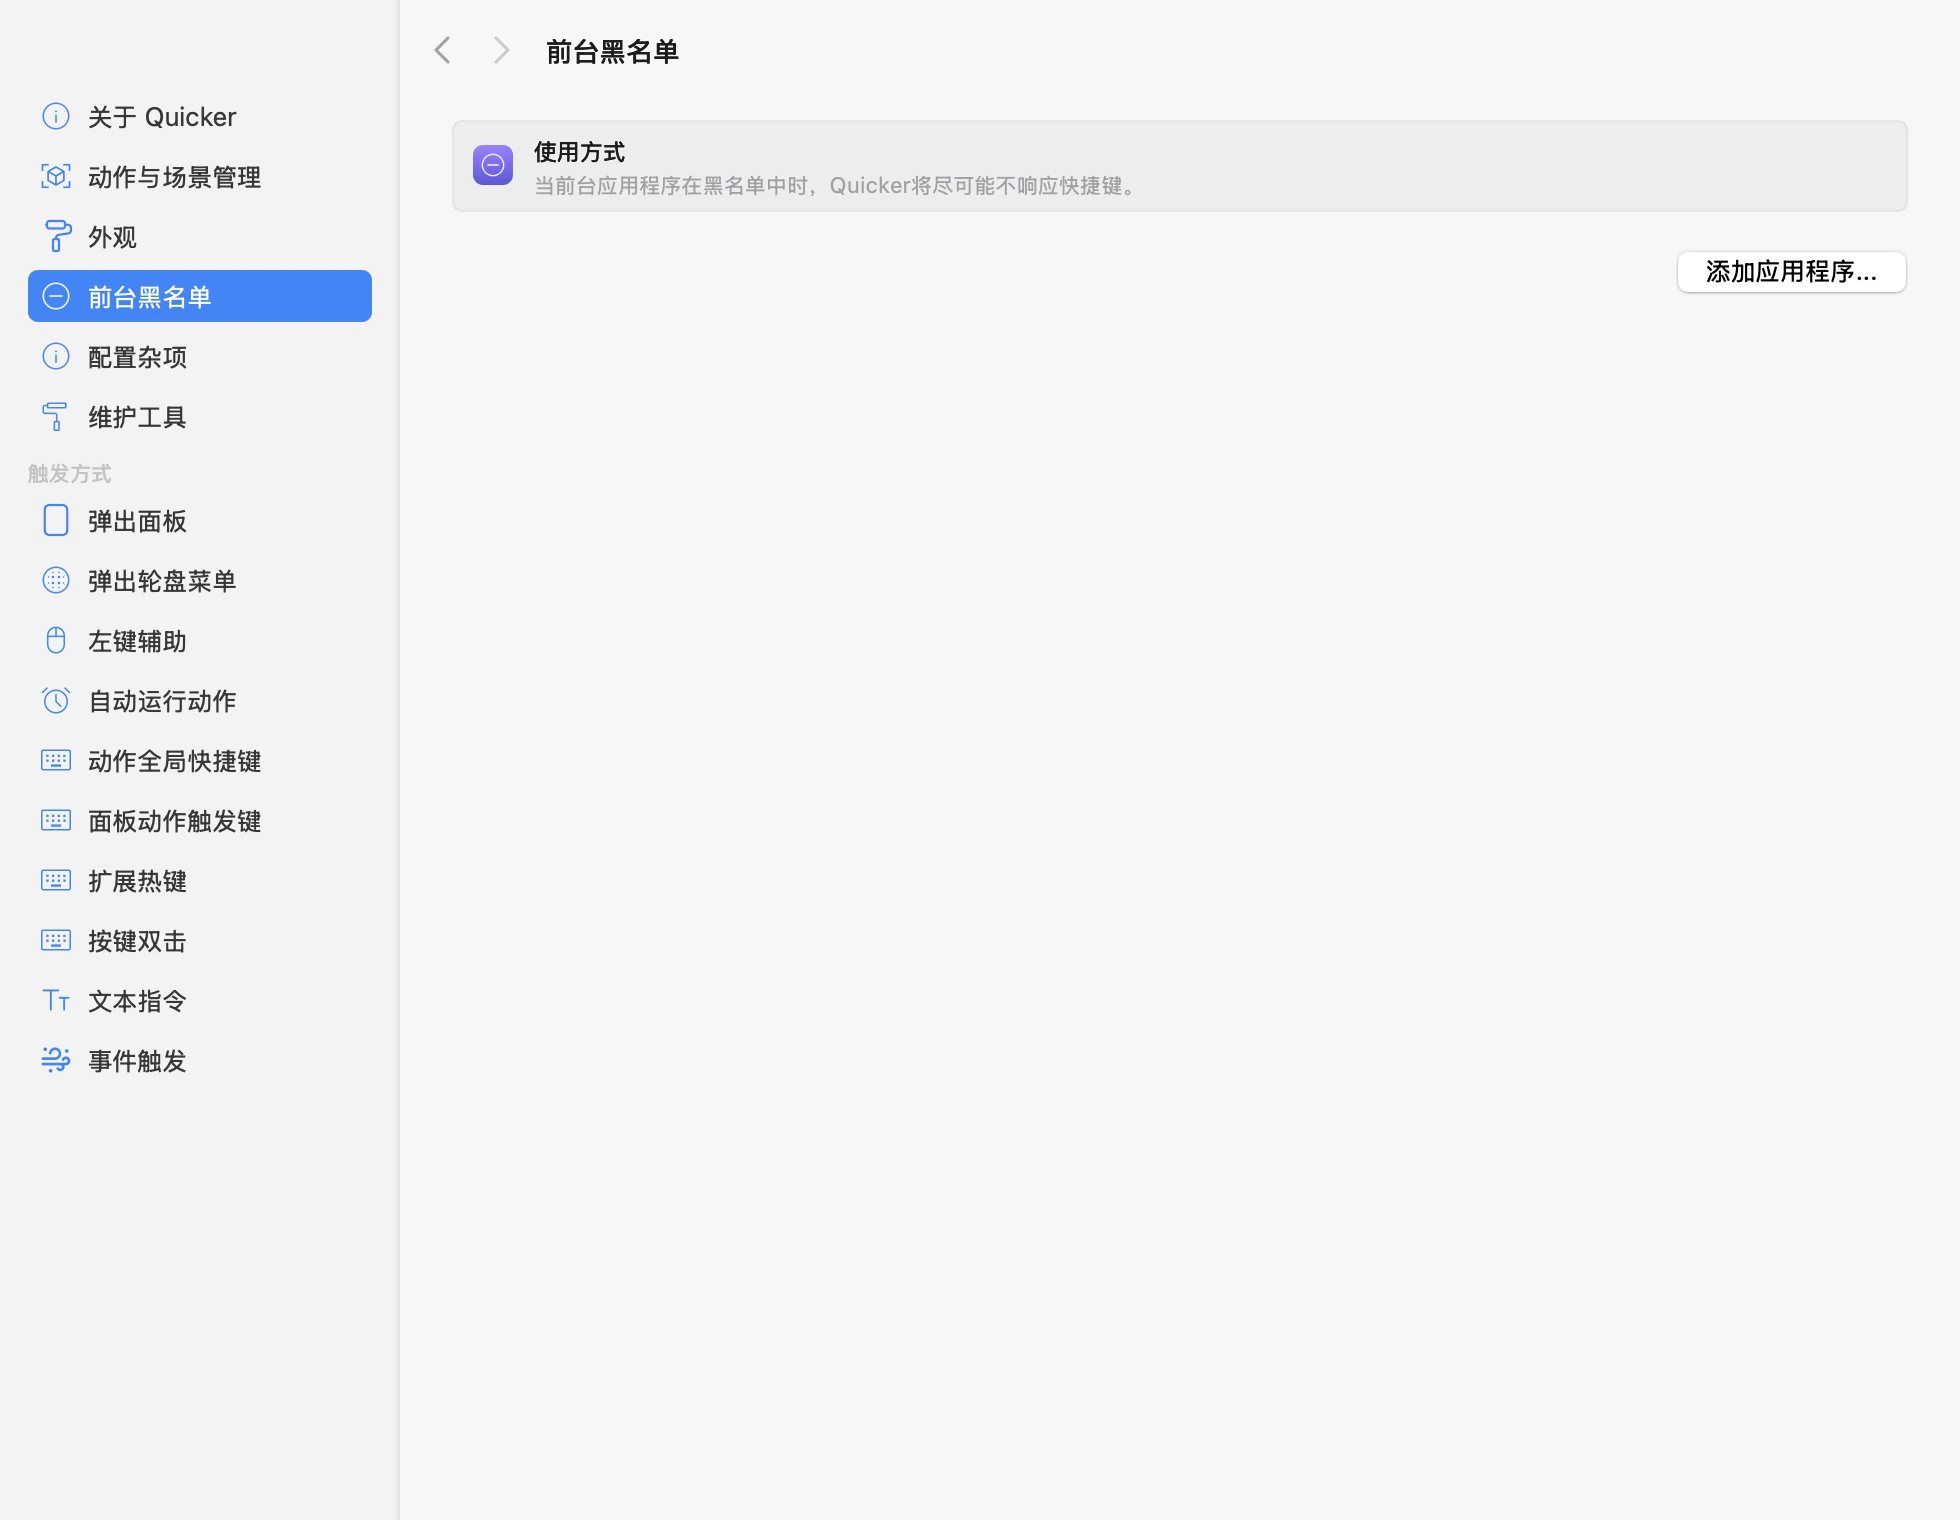 前台黑名单
关于 Quicker
动作与场景管理
外观
前台黑名单
配置杂项
维护工具
触发方式
弹出面板
弹出轮盘菜单
左键辅助
自动运行动作
动作全局快捷键
面板动作触发键
扩展热键
按键双击
文本指令
事件触发
使用方式
当前台应用程序在黑名单中时，Quicker将尽可能不响应快捷键。
添加应用程序...